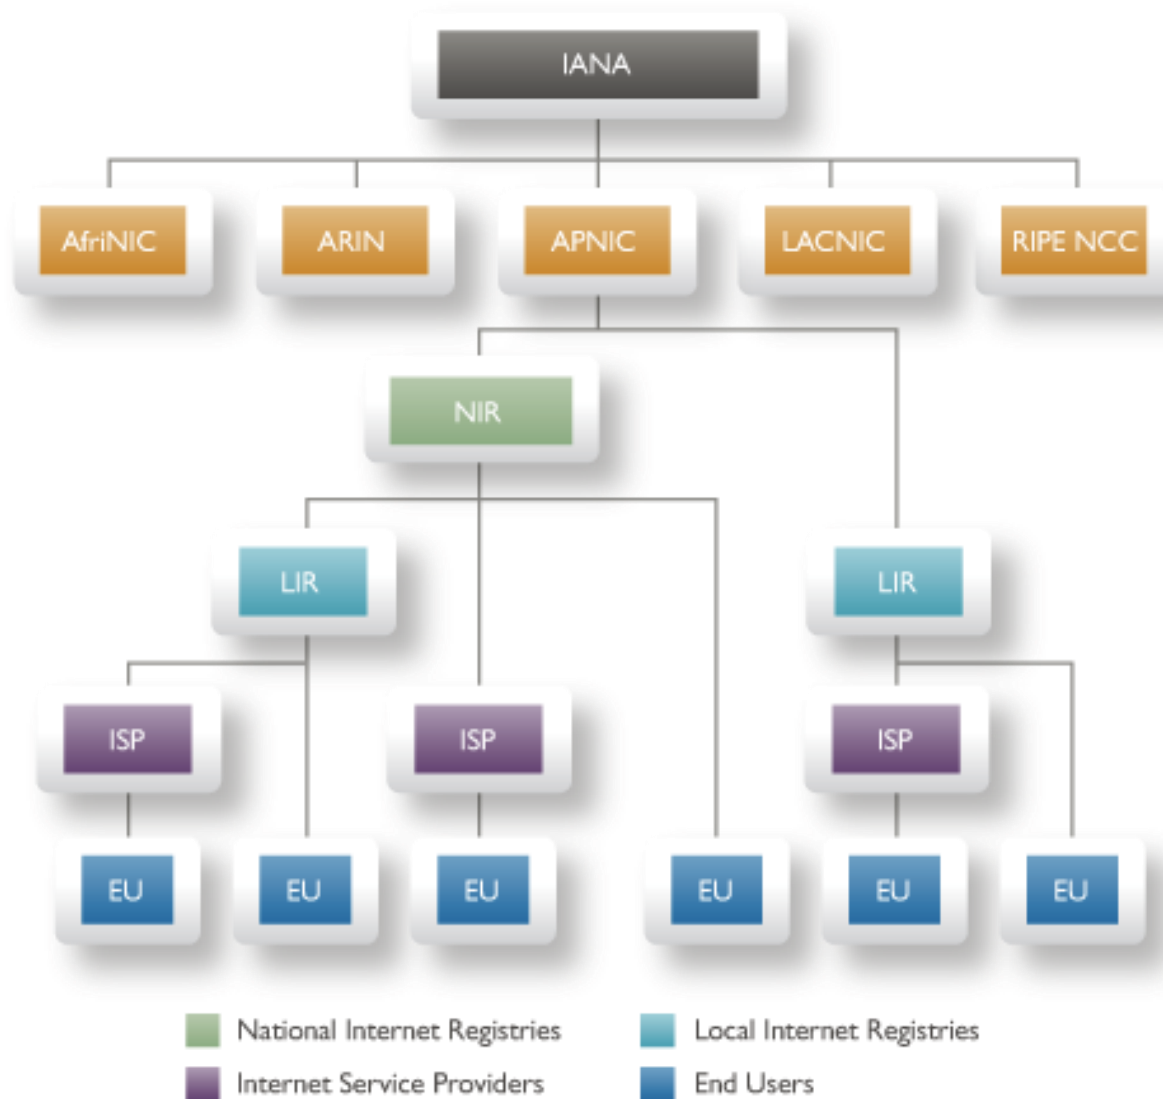 IANA
AfriNIC ARIN APNIC LACNIC RIPE NCC
NIR
LIR LIR
ISP ISP ISP
EU EU EU EU EU EU
National Internet Registries Local Internet Registries
Internet Service Providers End Users